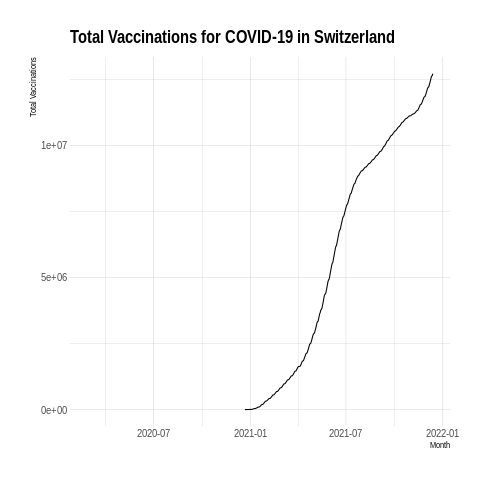 Total Vaccinations for COVID-19 in Switzerland
Total Vaccinations
1e+07
5e+06
0e+00
2020-07 2021-01 2021-07 2022-01
Month